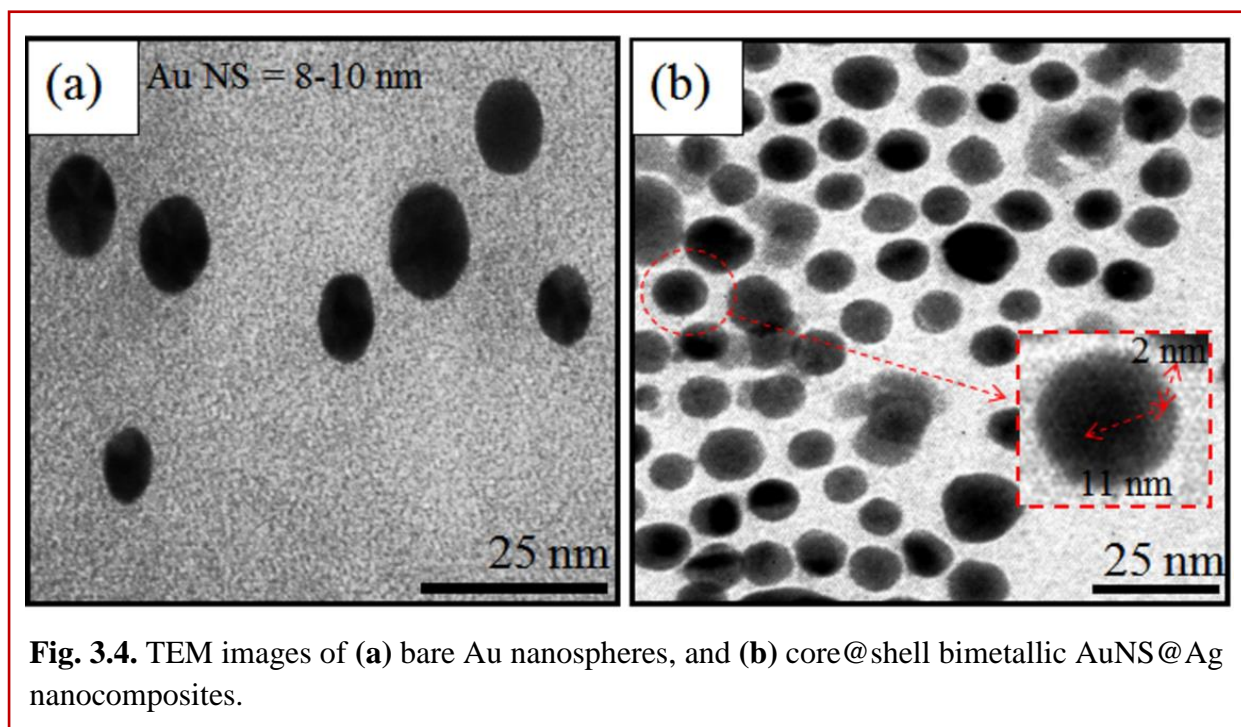 (a)
Au NS = 8-10 nm
25 nm
(b)
2 nm
11 nm
25 nm
Fig. 3.4. TEM images of (a) bare Au nanospheres, and (b) core@shell bimetallic AuNS@Ag
nanocomposites.